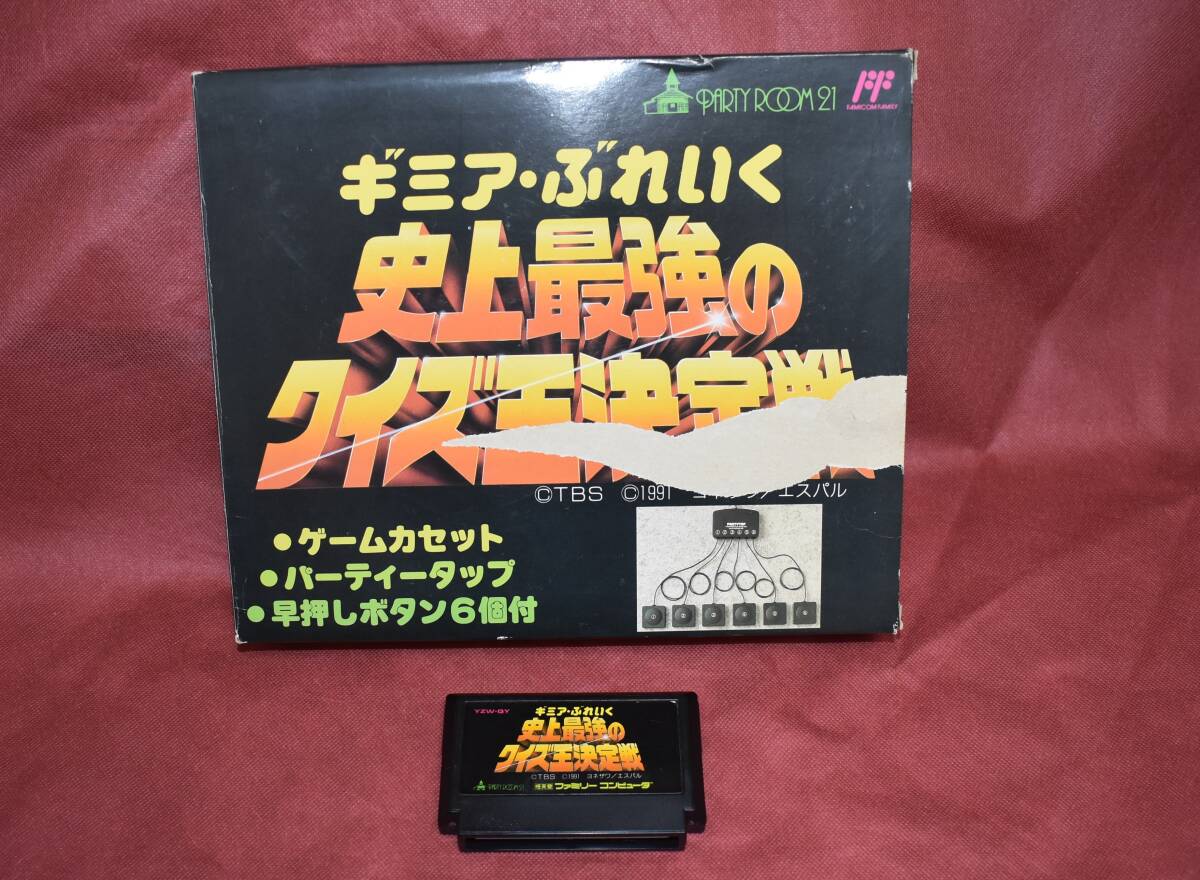 PARTY ROOM 21
FAMICOM FAMILY
ギミア・ぶれいく
史上最強の
クイズ王決定戦
©TBS ©1991 ヨネザワ/エスパル
●ゲームカセット
●パーティータップ
●早押しボタン6個付
YZW-QY
ギミア・ぶれいく
史上最強の
クイズ王決定戦
©TBS ©1991 ヨネザワ/エスパル
PARTY ROOM 21
ファミリー コンピュータ